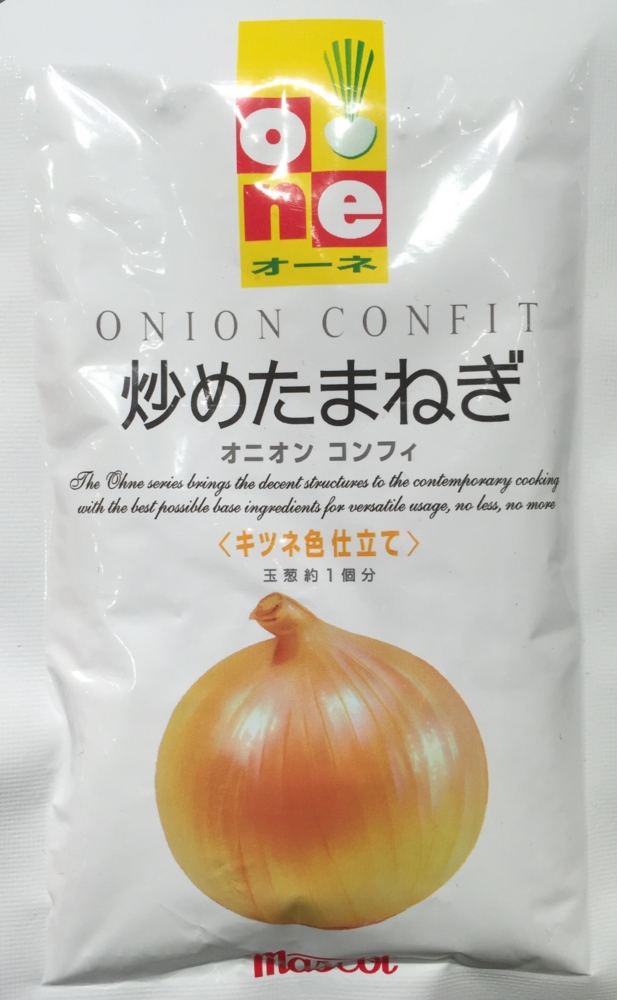 one
オーネ
ONION CONFIT
炒めたまねぎ
オニオン コンフィ
The Ohne series brings the decent structures to the contemporary cooking
with the best possible base ingredients for versatile usage, no less, no more
〈キツネ色仕立て〉
玉葱約1個分
mascot